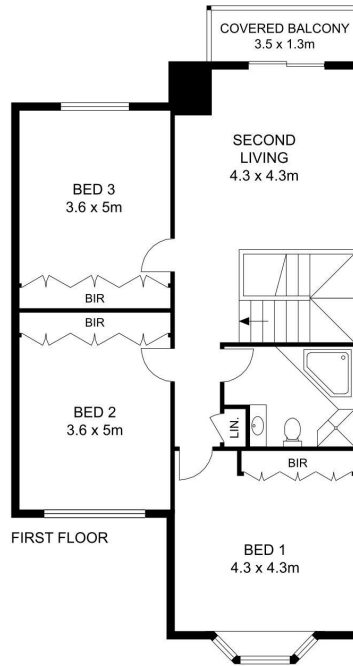 COVERED BALCONY
3.5 x 1.3m
SECOND
LIVING
4.3 x 4.3m
BED 3
3.6 x 5m
BIR
BIR
BED 2
3.6 x 5m
LIN.
BIR
FIRST FLOOR
BED 1
4.3 x 4.3m